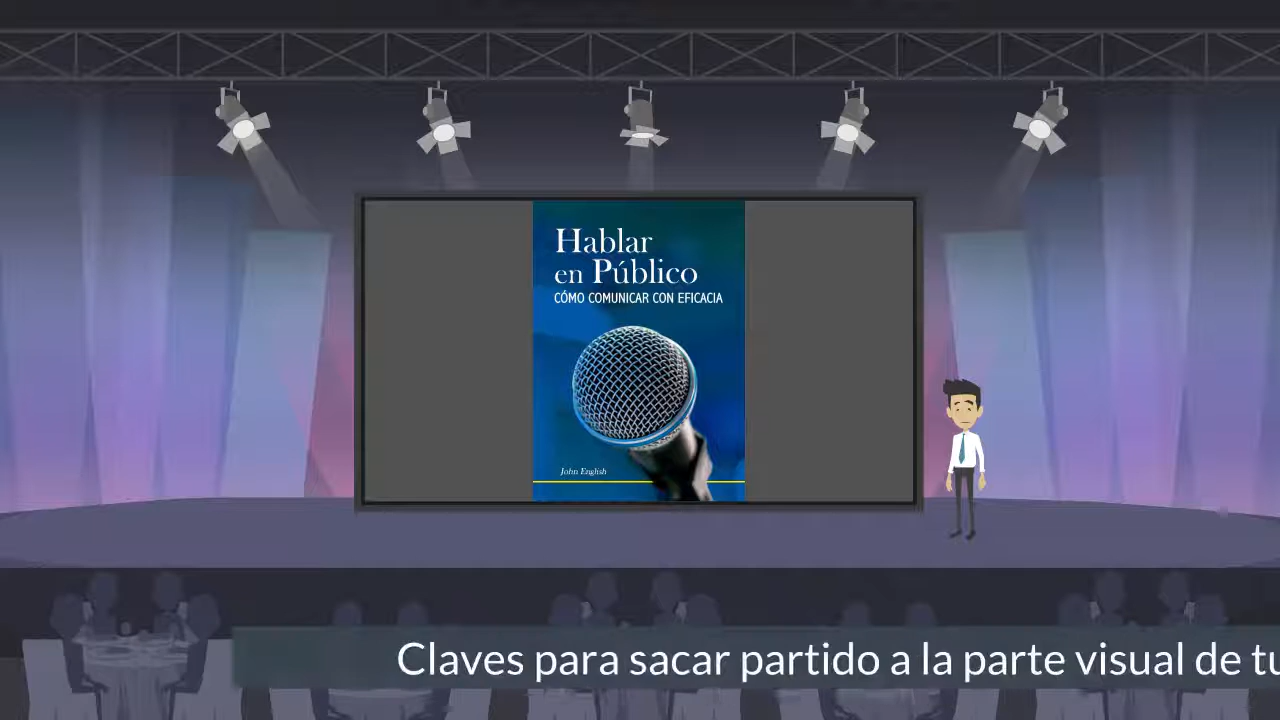 Hablar
en Público
CÓMO COMUNICAR CON EFICACIA
John English
Claves para sacar partido a la parte visual de tu